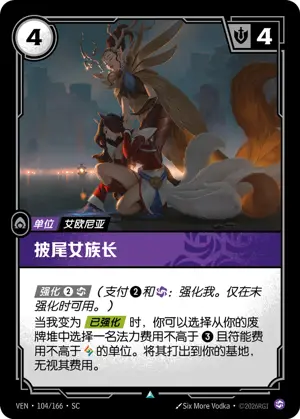 4
4
单位 艾欧尼亚
披尾女族长
强化 2 （支付2和：强化我。仅在未
强化时可用。）
当我变为 已强化 时，你可以选择从你的废
牌堆中选择一名法力费用不高于 3 且符能费
用不高于 的单位。将其打出到你的基地，
无视其费用。
VEN • 104/166 • SC
Six More Vodka • ©2026RGI